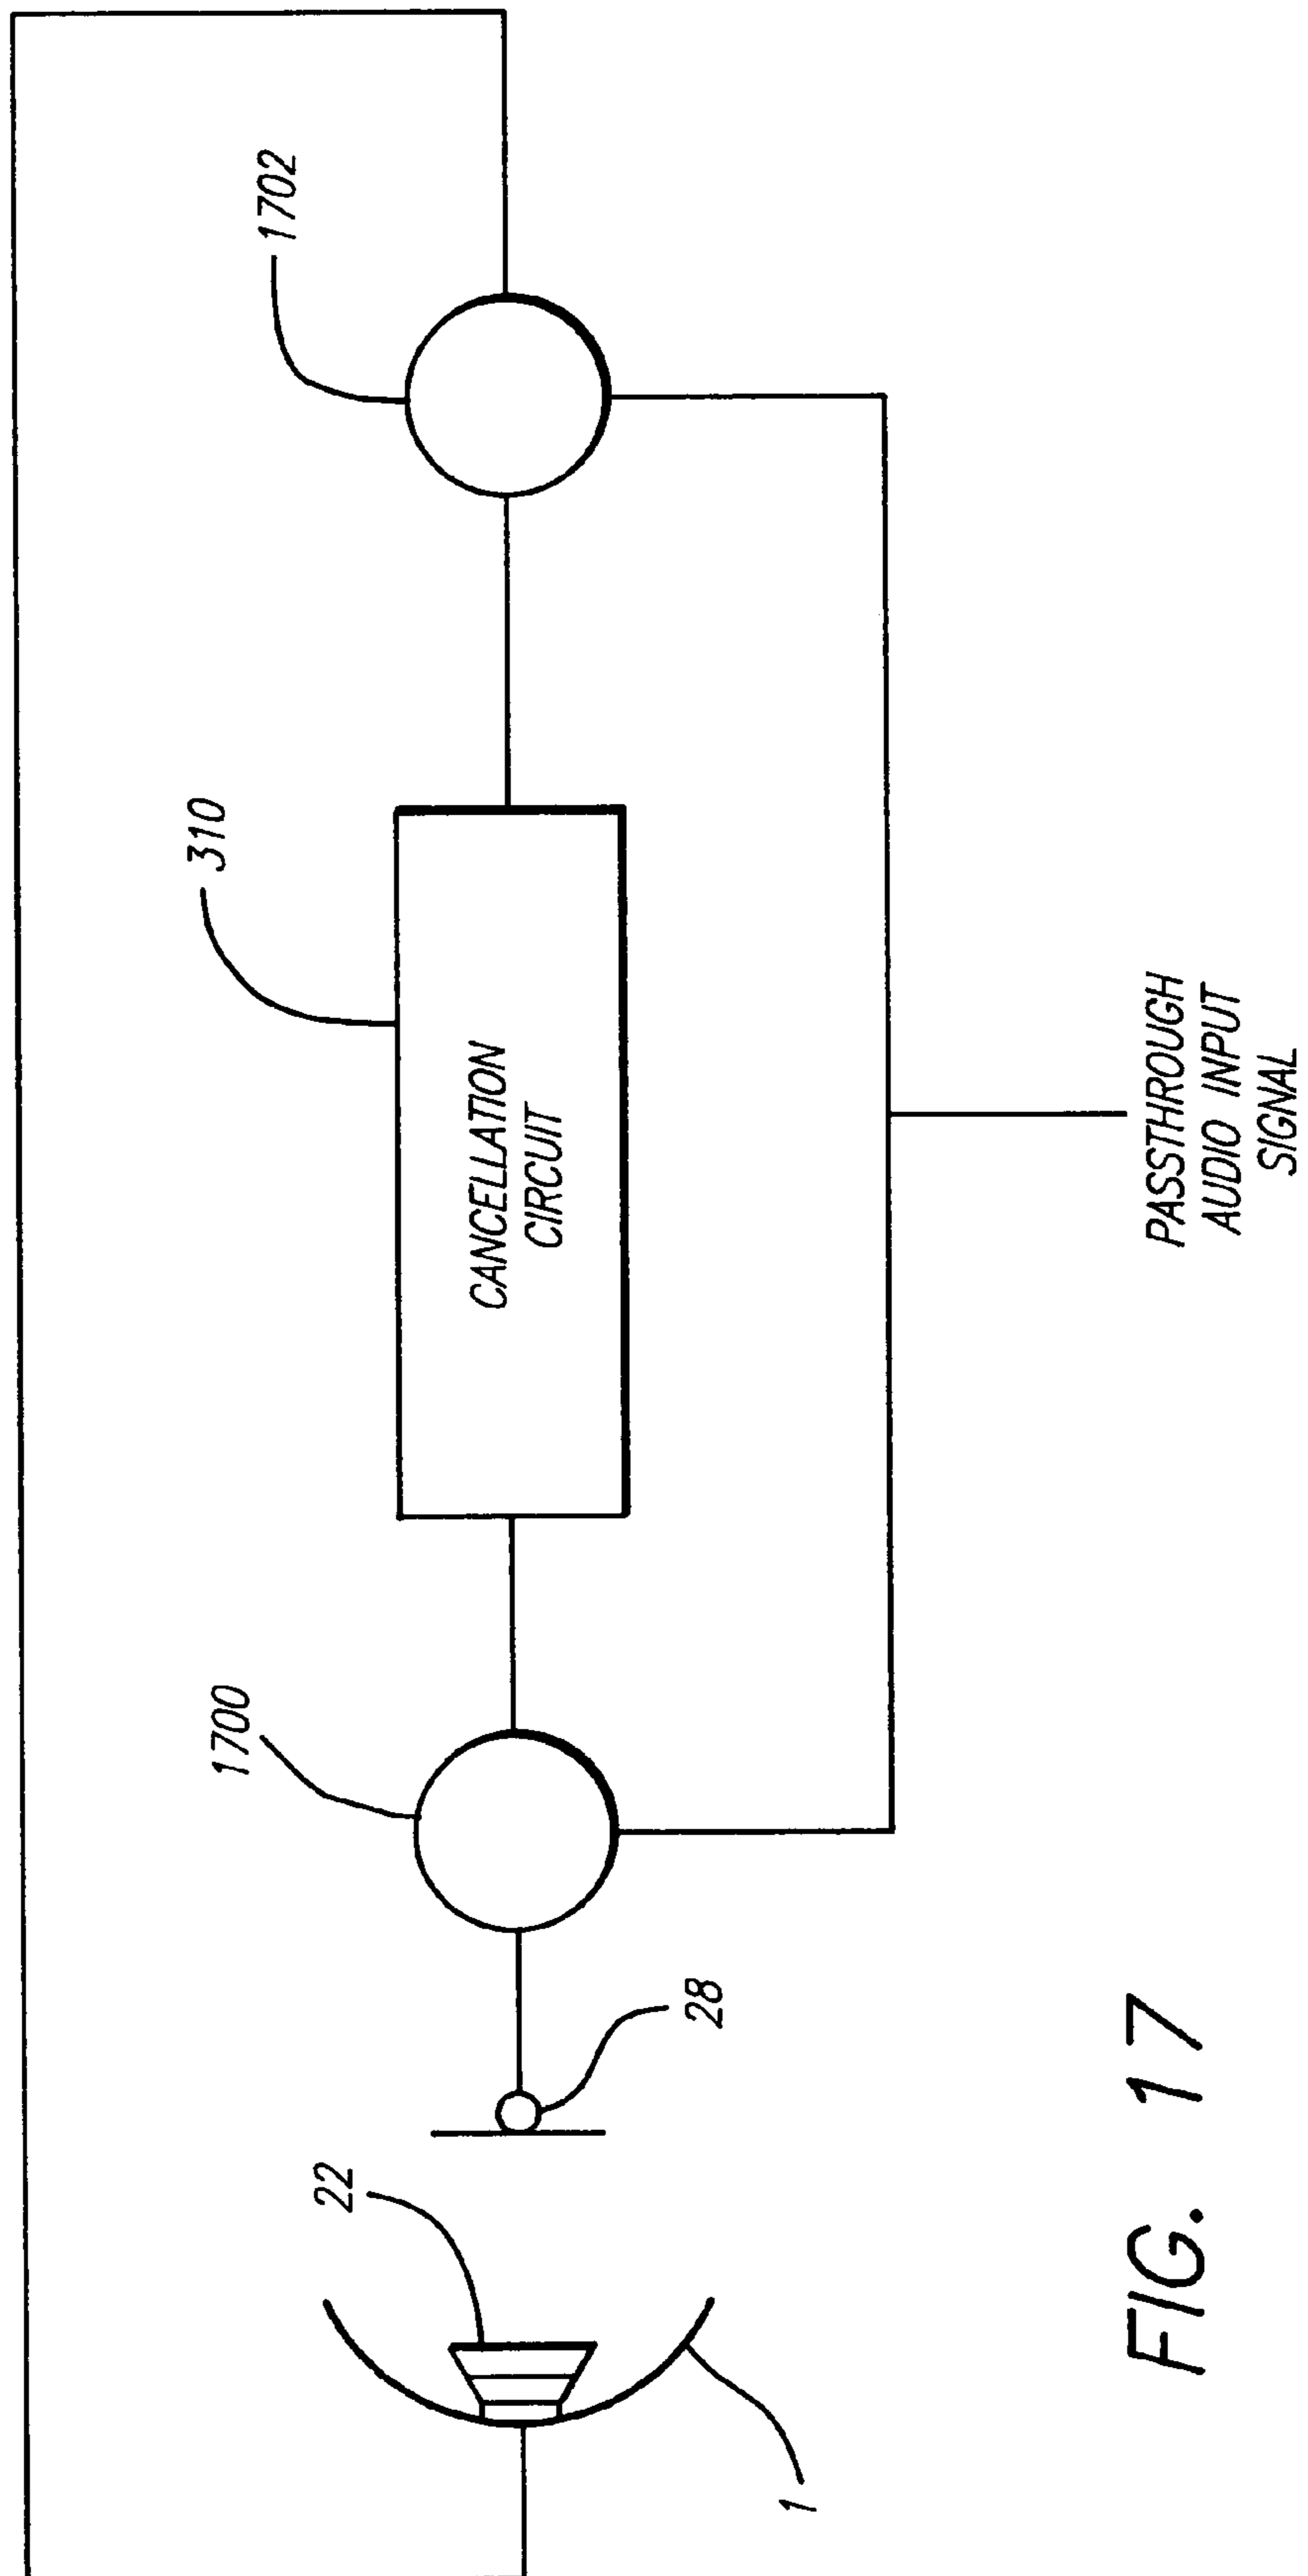 1702
310
CANCELLATION
CIRCUIT
1700
28
22
1
PASSTHROUGH
AUDIO INPUT
SIGNAL
FIG. 17